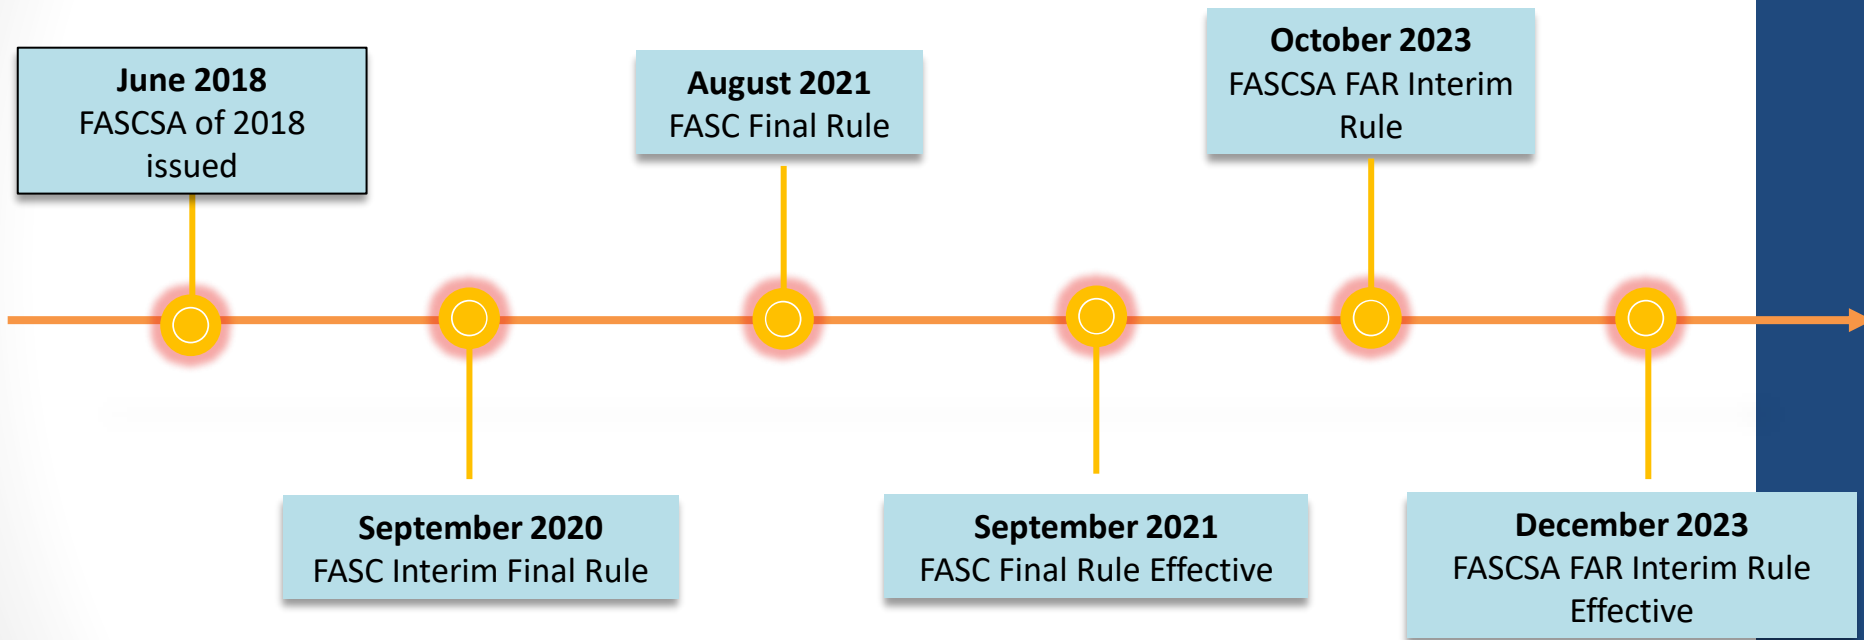 June 2018
FASCSA of 2018
issued
September 2020
FASC Interim Final Rule
August 2021
FASC Final Rule
September 2021
FASC Final Rule Effective
October 2023
FASCSA FAR Interim
Rule
December 2023
FASCSA FAR Interim Rule
Effective